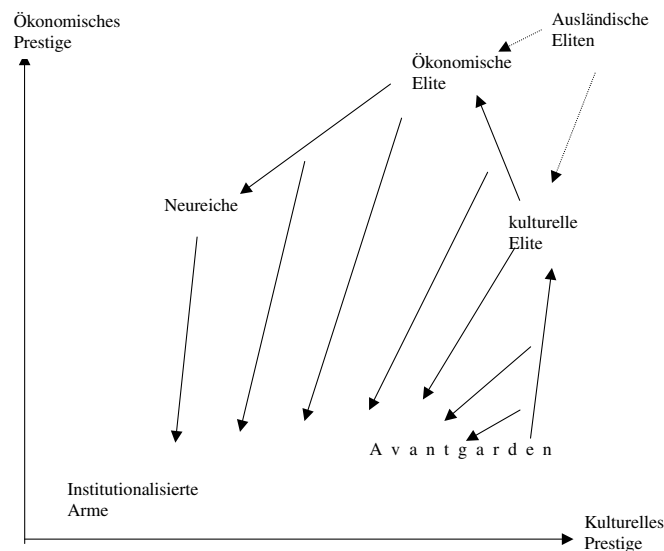 Ökonomisches
Prestige
Ausländische
Eliten
Ökonomische
Elite
Neureiche
kulturelle
Elite
A v a n t g a r d e n
Institutionalisierte
Arme
Kulturelles
Prestige